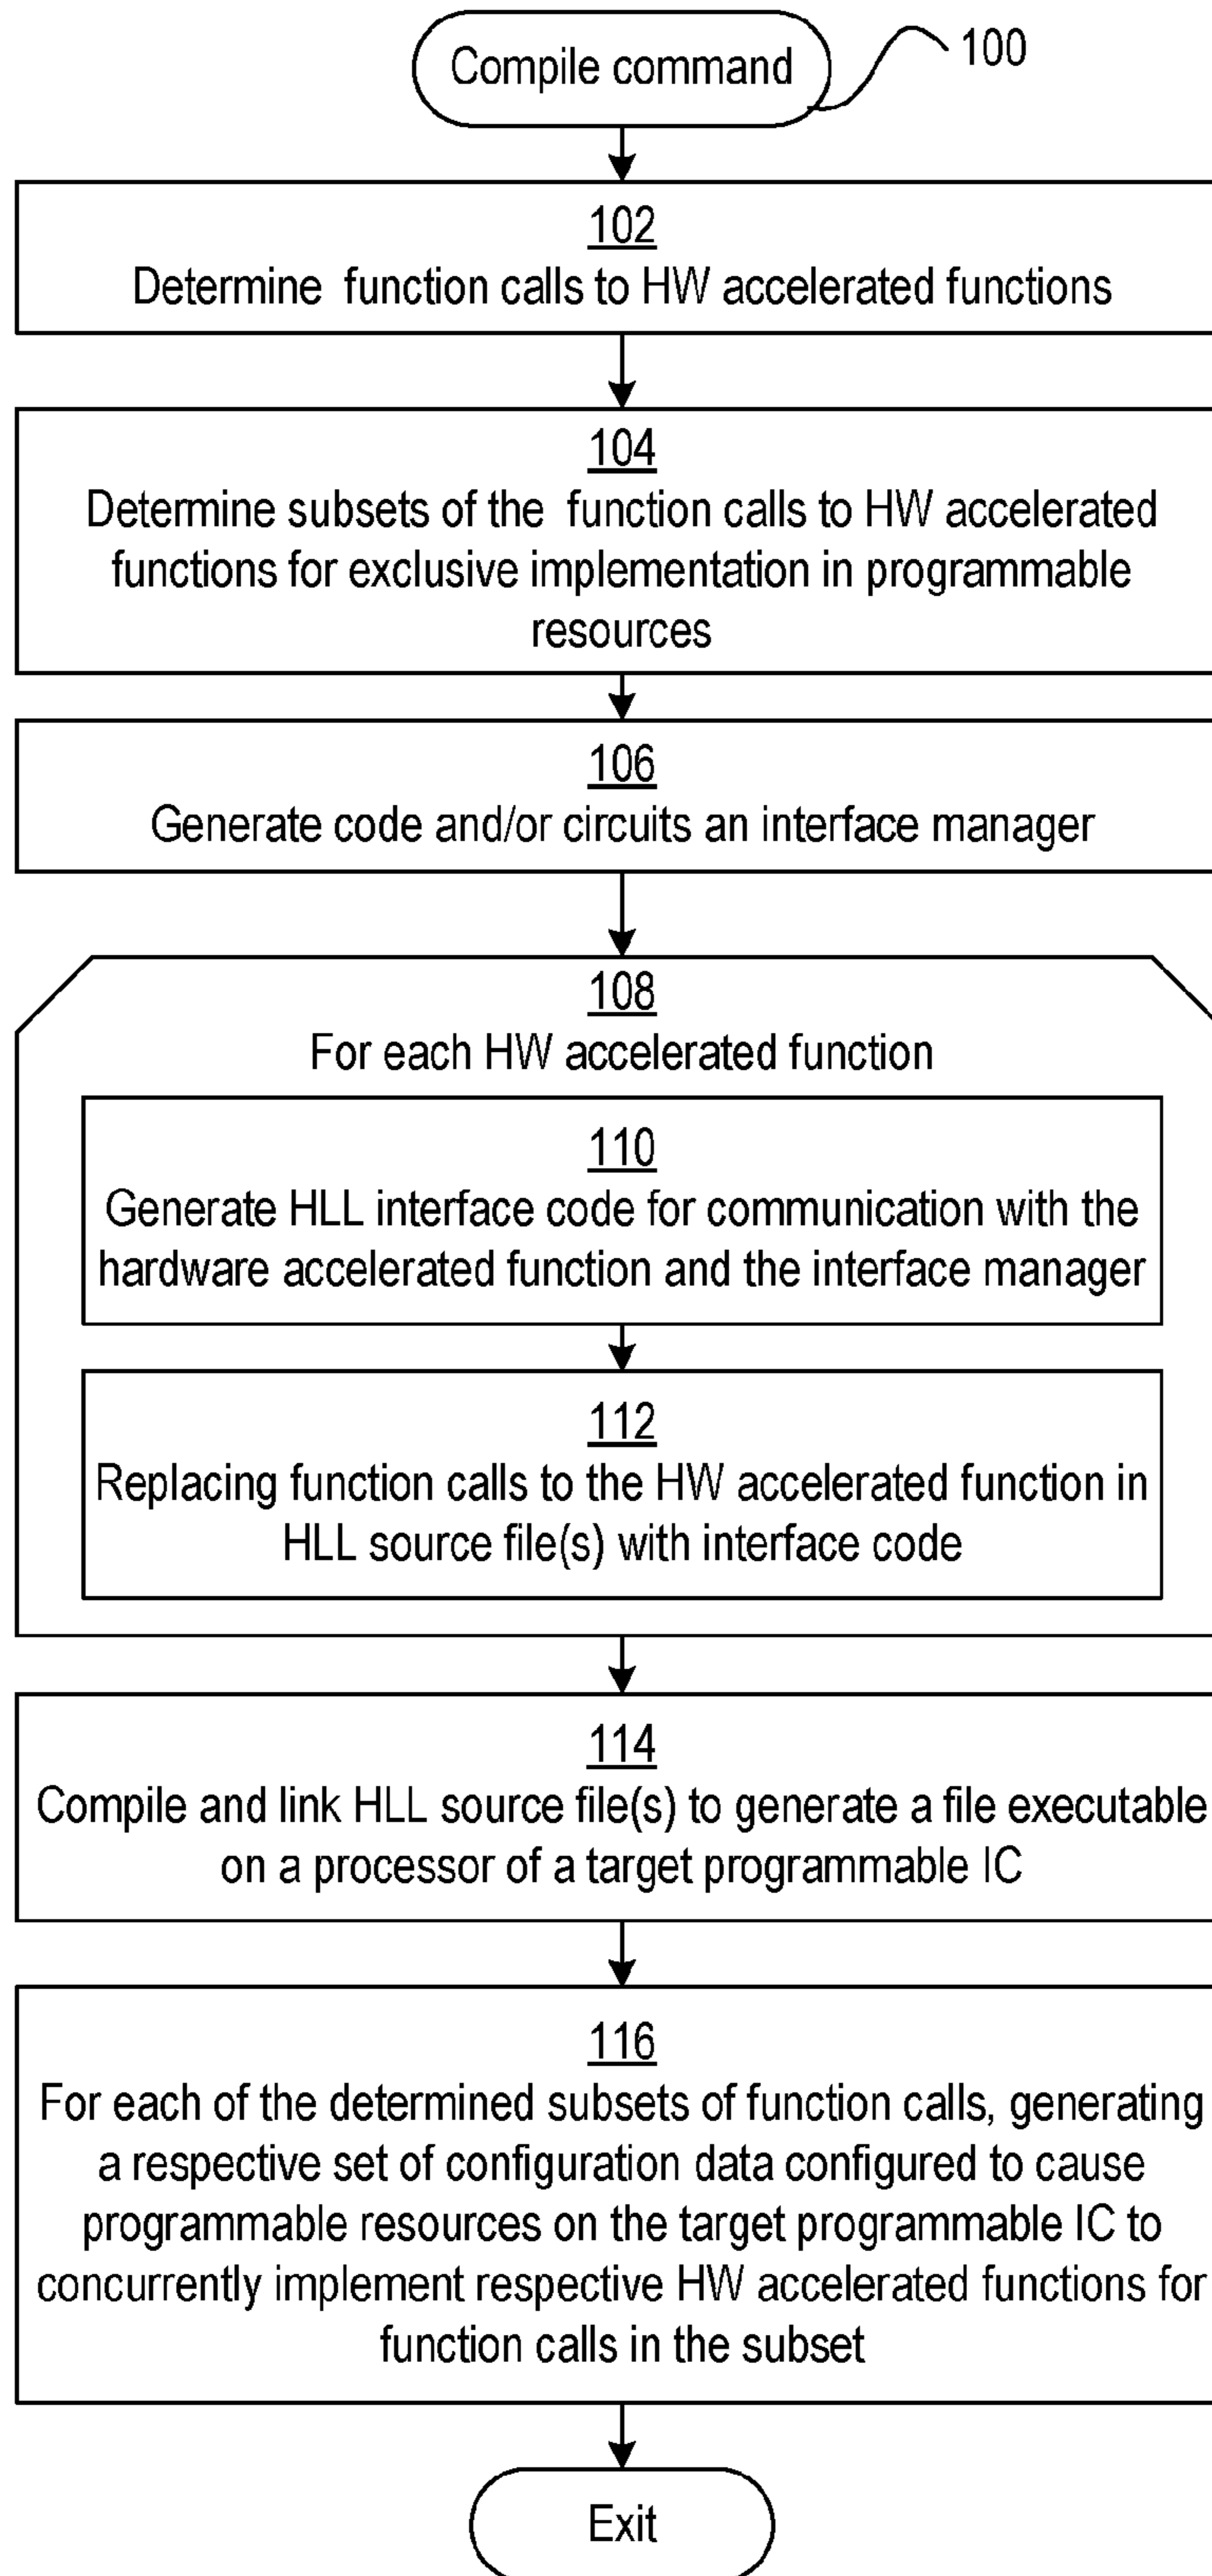 Compile command
100
102
Determine function calls to HW accelerated functions
104
Determine subsets of the function calls to HW accelerated
functions for exclusive implementation in programmable
resources
106
Generate code and/or circuits an interface manager
108
For each HW accelerated function
110
Generate HLL interface code for communication with the
hardware accelerated function and the interface manager
112
Replacing function calls to the HW accelerated function in
HLL source file(s) with interface code
114
Compile and link HLL source file(s) to generate a file executable
on a processor of a target programmable IC
116
For each of the determined subsets of function calls, generating
a respective set of configuration data configured to cause
programmable resources on the target programmable IC to
concurrently implement respective HW accelerated functions for
function calls in the subset
Exit